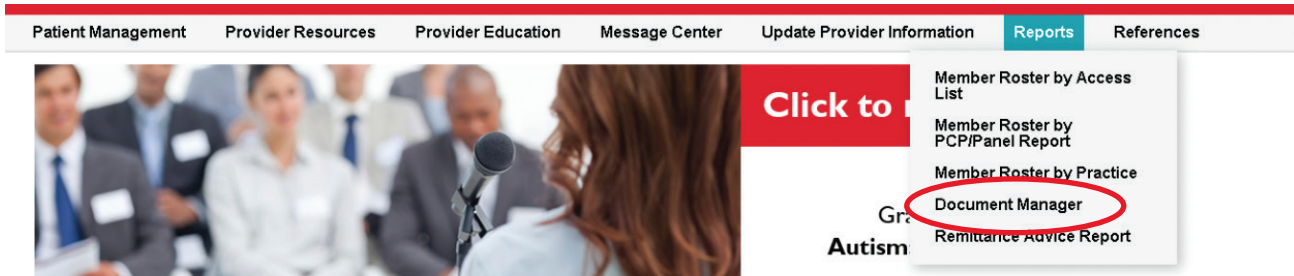 Patient Management Provider Resources Provider Education Message Center Update Provider Information Reports References
Member Roster by Access
List
Member Roster by
PCP/Panel Report
Member Roster by Practice
Document Manager
Remittance Advice Report
Click to
Autism